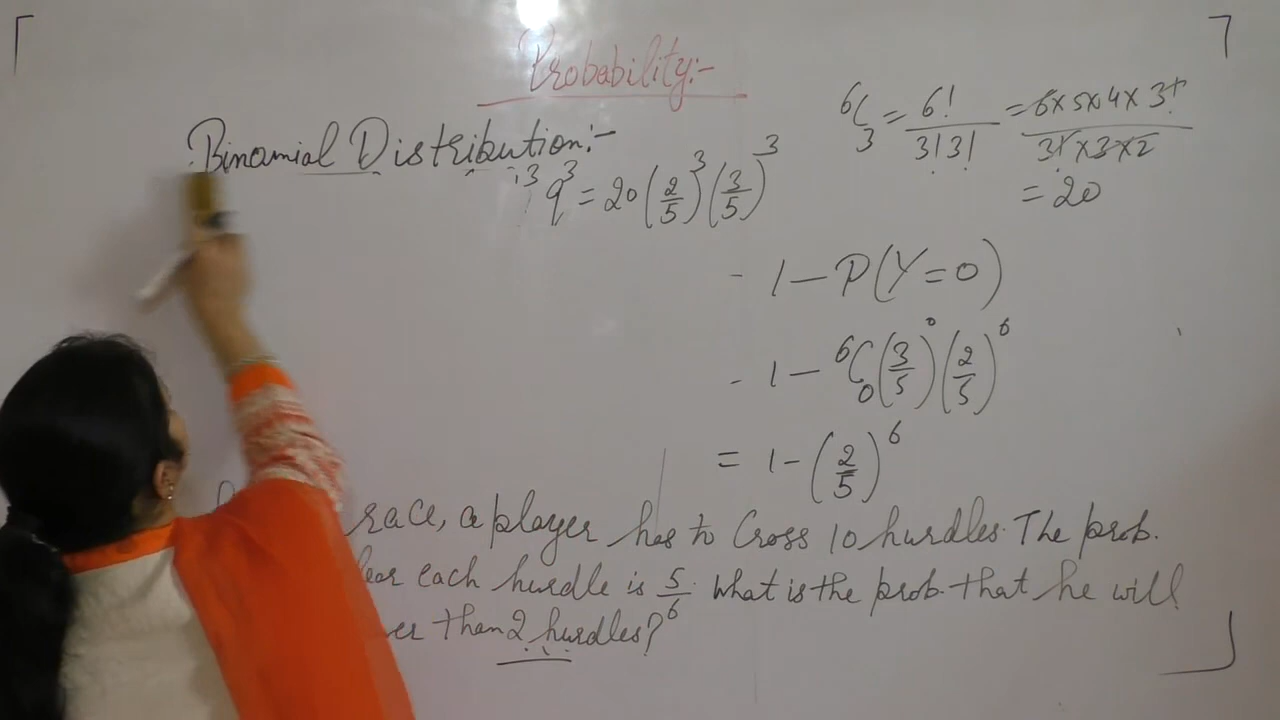 Probability:-
Binamial Distribution:-
⁶C₃ = 6!/3!3! = 6×5×4×3!/3!×3×2
= 20
³ q³ = 20 (2/5)³ (3/5)³
- 1 - P(Y = 0)
- 1 - ⁶C₀ (3/5)⁰ (2/5)⁶
= 1 - (2/5)⁶
race, a player has to Cross 10 hurdles. The prob.
each hurdle is 5/6. What is the prob. that he will
than 2 hurdles?